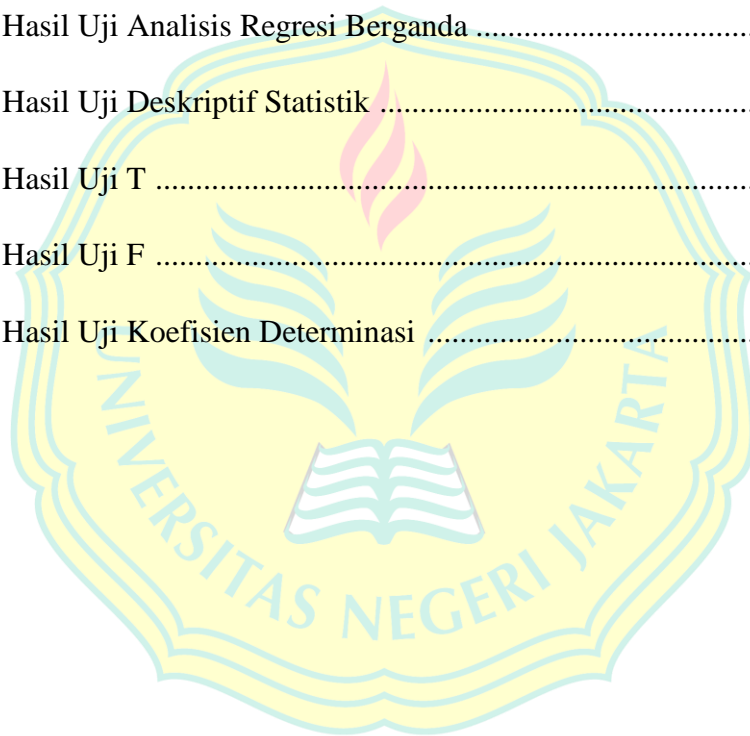 Hasil Uji Analisis Regresi Berganda ....................................
Hasil Uji Deskriptif Statistik ................................................
Hasil Uji T ..............................................................................
Hasil Uji F ..............................................................................
Hasil Uji Koefisien Determinasi ..........................................
UNIVERSITAS NEGERI JAKARTA